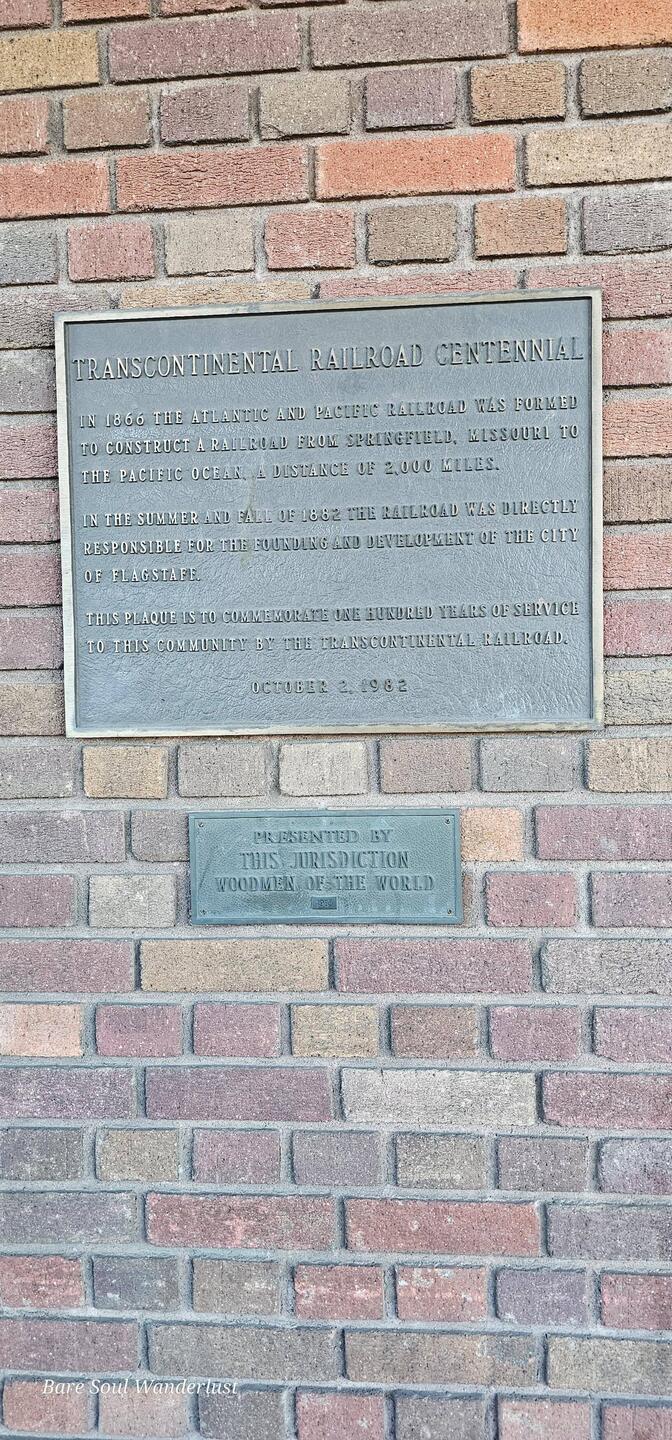 TRANSCONTINENTAL RAILROAD CENTENNIAL
IN 1866 THE ATLANTIC AND PACIFIC RAILROAD WAS FORMED
TO CONSTRUCT A RAILROAD FROM SPRINGFIELD, MISSOURI TO
THE PACIFIC OCEAN, A DISTANCE OF 2,000 MILES.
IN THE SUMMER AND FALL OF 1882 THE RAILROAD WAS DIRECTLY
RESPONSIBLE FOR THE FOUNDING AND DEVELOPMENT OF THE CITY
OF FLAGSTAFF.
THIS PLAQUE IS TO COMMEMORATE ONE HUNDRED YEARS OF SERVICE
TO THIS COMMUNITY BY THE TRANSCONTINENTAL RAILROAD.
OCTOBER 2, 1982
PRESENTED BY
THIS JURISDICTION
WOODMEN OF THE WORLD
Bare Soul Wanderlust